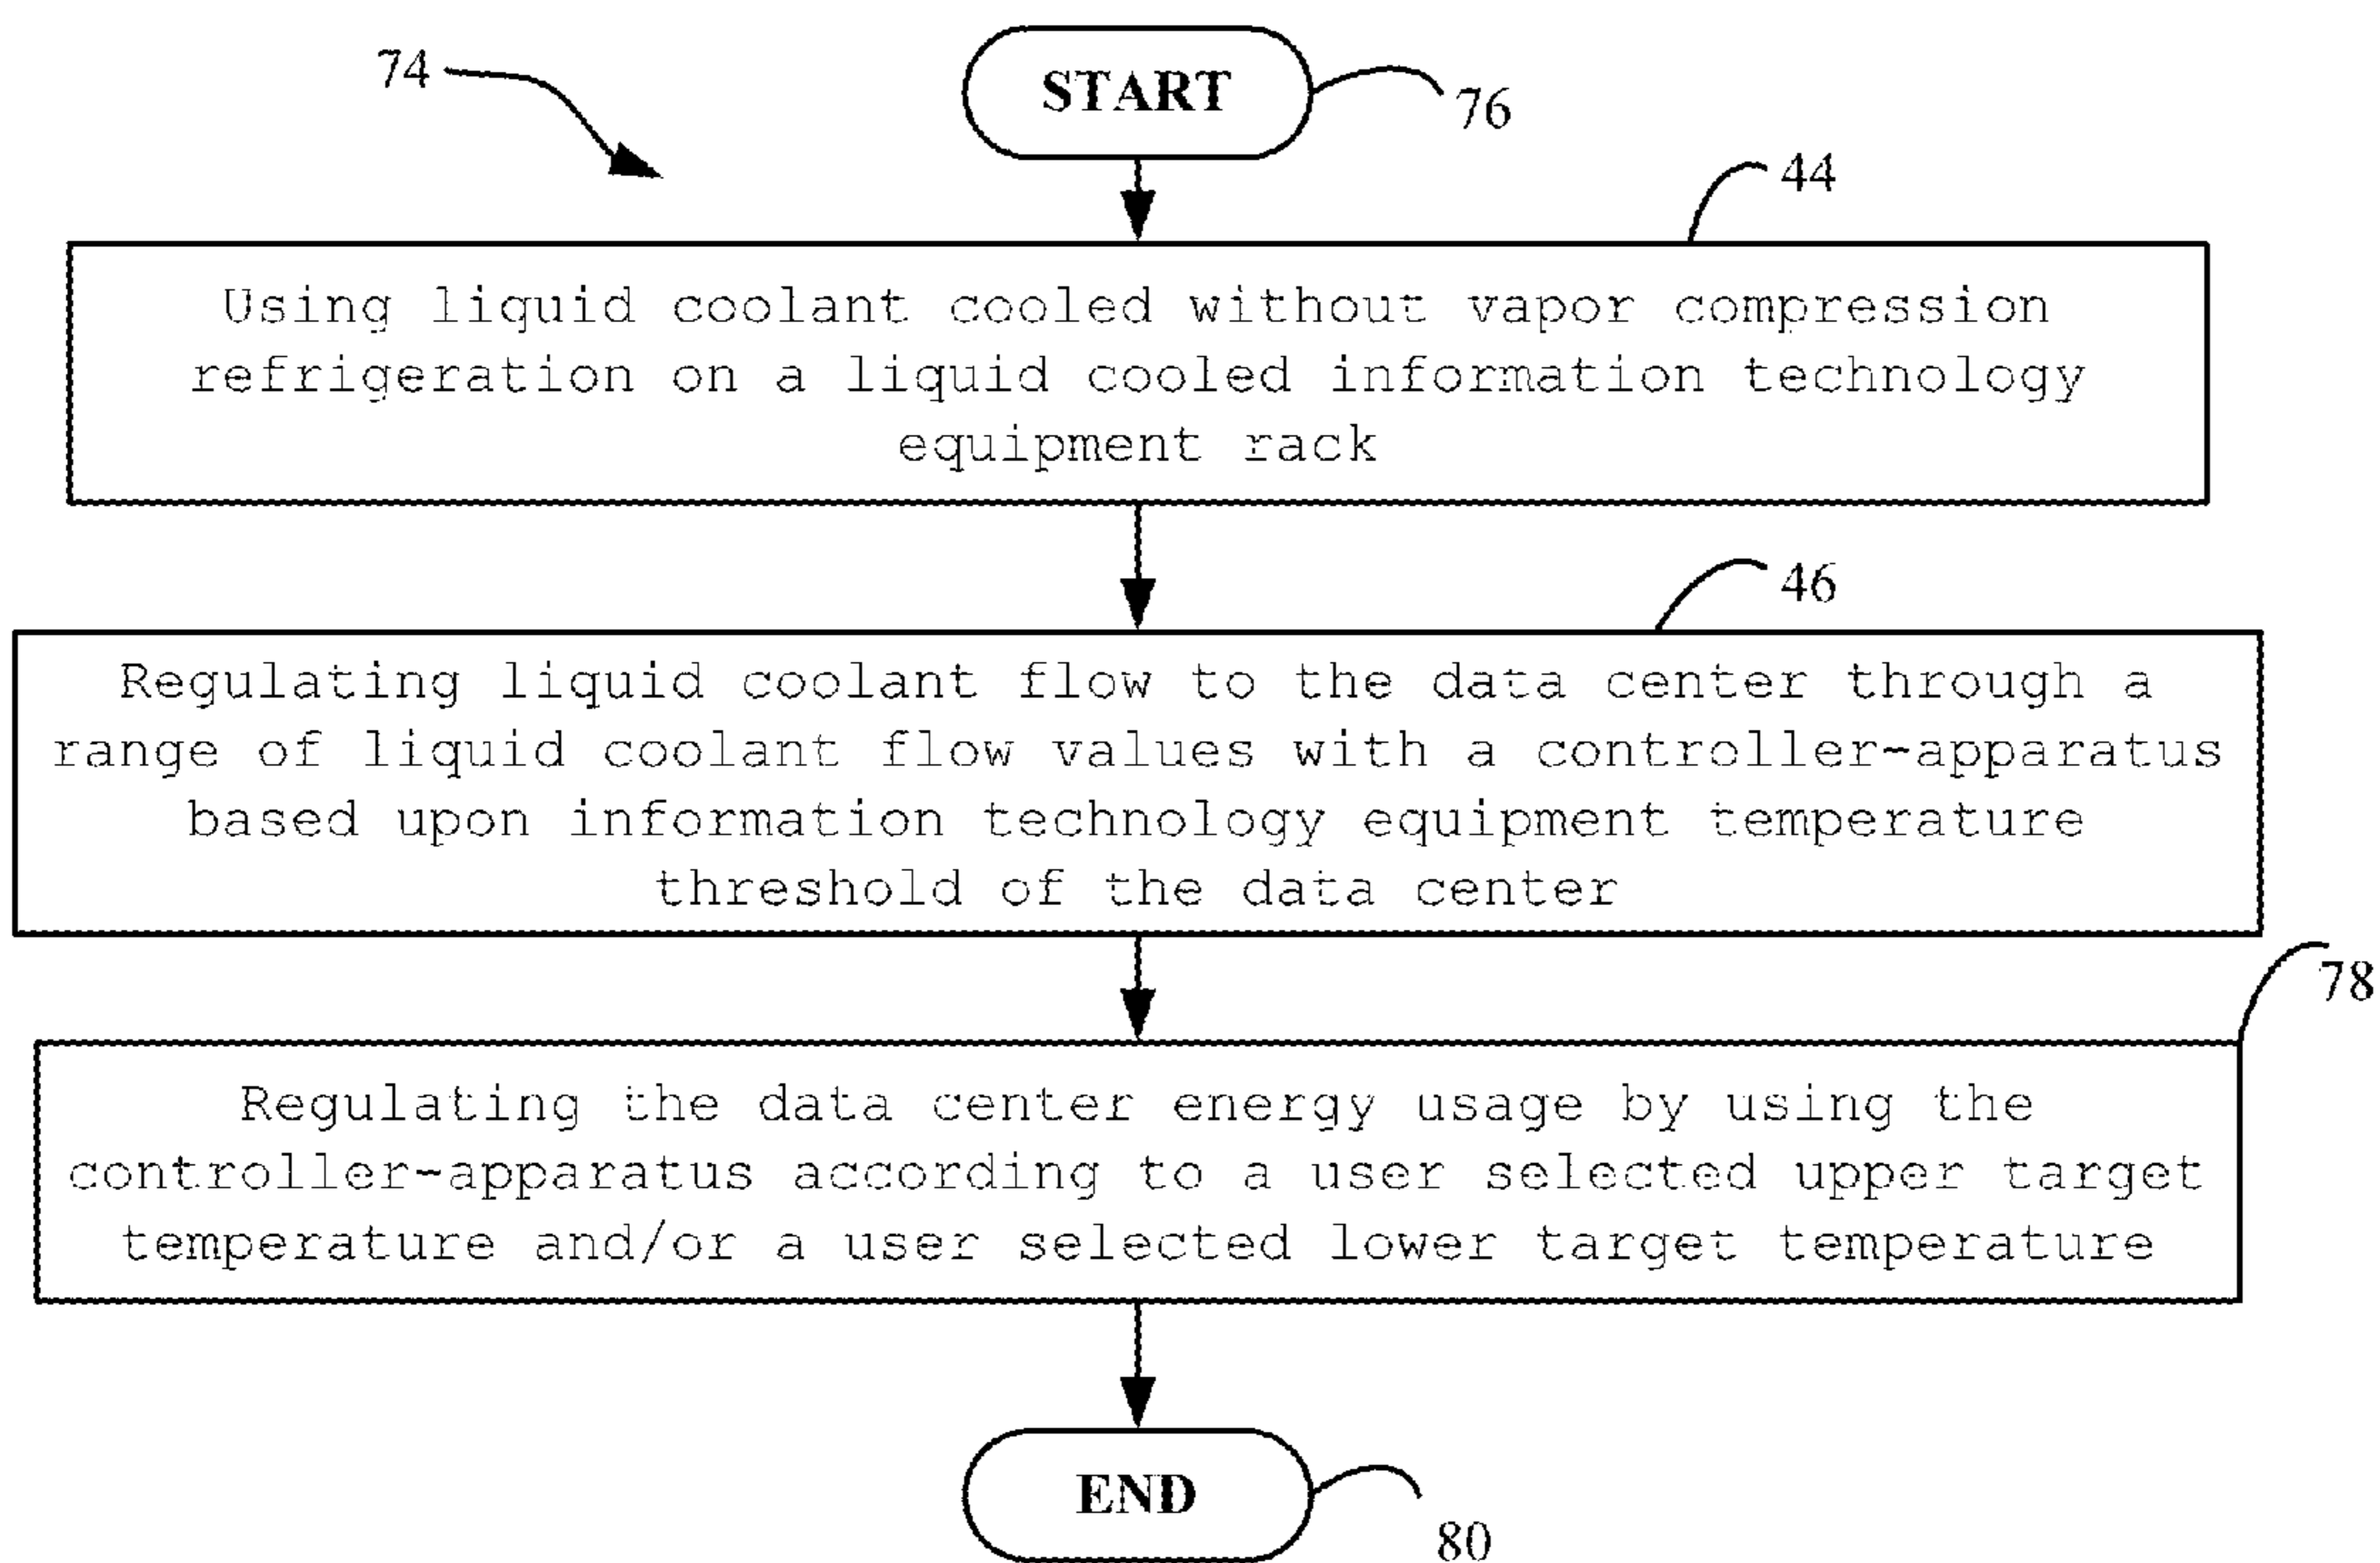 74
START
76
44
Using liquid coolant cooled without vapor compression
refrigeration on a liquid cooled information technology
equipment rack
46
Regulating liquid coolant flow to the data center through a
range of liquid coolant flow values with a controller-apparatus
based upon information technology equipment temperature
threshold of the data center
78
Regulating the data center energy usage by using the
controller-apparatus according to a user selected upper target
temperature and/or a user selected lower target temperature
END
80